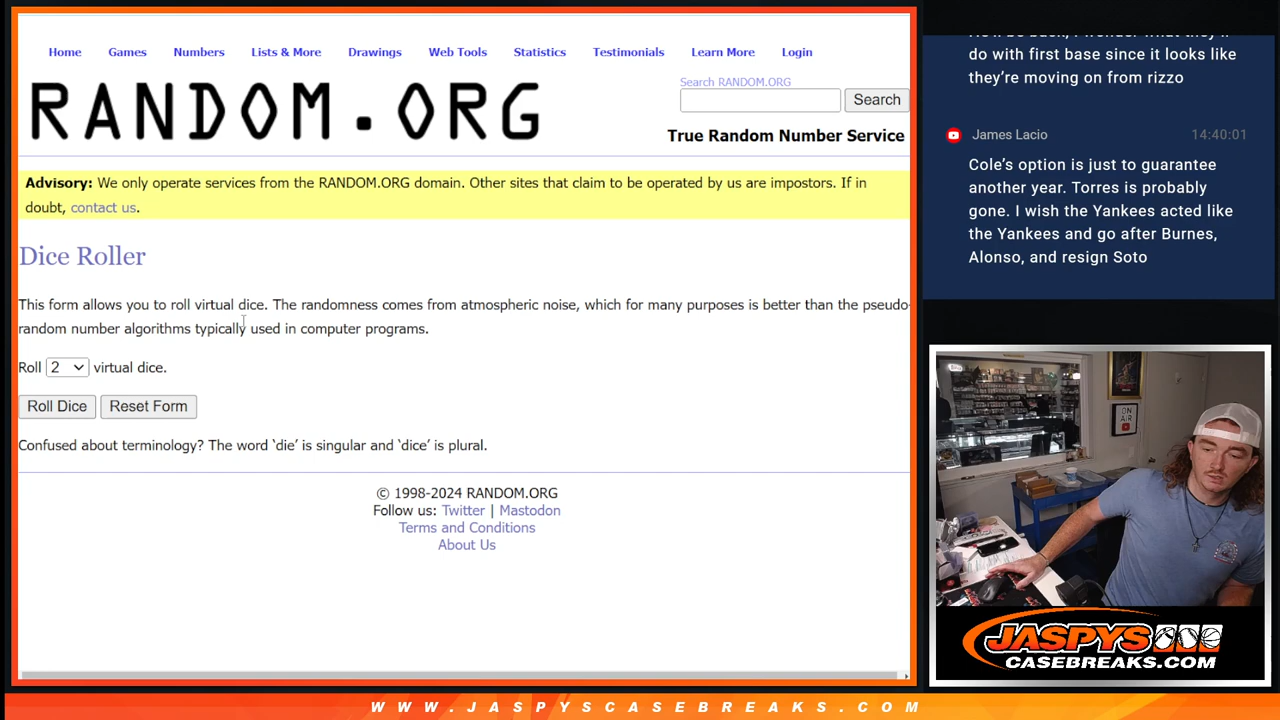 Home Games Numbers Lists & More Drawings Web Tools Statistics Testimonials Learn More Login
RANDOM.ORG
Search RANDOM.ORG
Search
True Random Number Service
Advisory: We only operate services from the RANDOM.ORG domain. Other sites that claim to be operated by us are impostors. If in
doubt, contact us.
Dice Roller
This form allows you to roll virtual dice. The randomness comes from atmospheric noise, which for many purposes is better than the pseudo-
random number algorithms typically used in computer programs.
Roll 2 virtual dice.
Roll Dice Reset Form
Confused about terminology? The word ‘die’ is singular and ‘dice’ is plural.
© 1998-2024 RANDOM.ORG
Follow us: Twitter | Mastodon
Terms and Conditions
About Us
do with first base since it looks like
they’re moving on from rizzo
James Lacio 14:40:01
Cole’s option is just to guarantee
another year. Torres is probably
gone. I wish the Yankees acted like
the Yankees and go after Burnes,
Alonso, and resign Soto
ON
AIR
JASPYS
CASEBREAKS.COM
WWW.JASPYSCASEBREAKS.COM